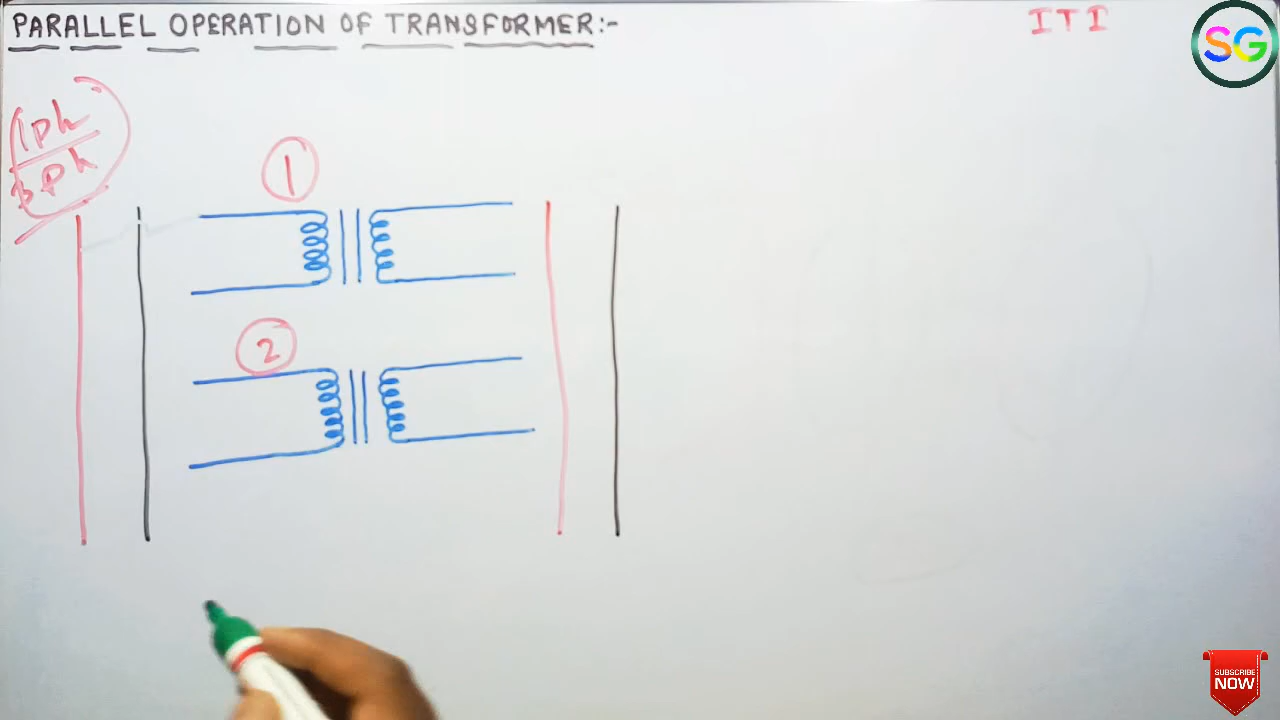 PARALLEL OPERATION OF TRANSFORMER:-
ITI
SG
1ph
3ph
1
2
SUBSCRIBE
NOW